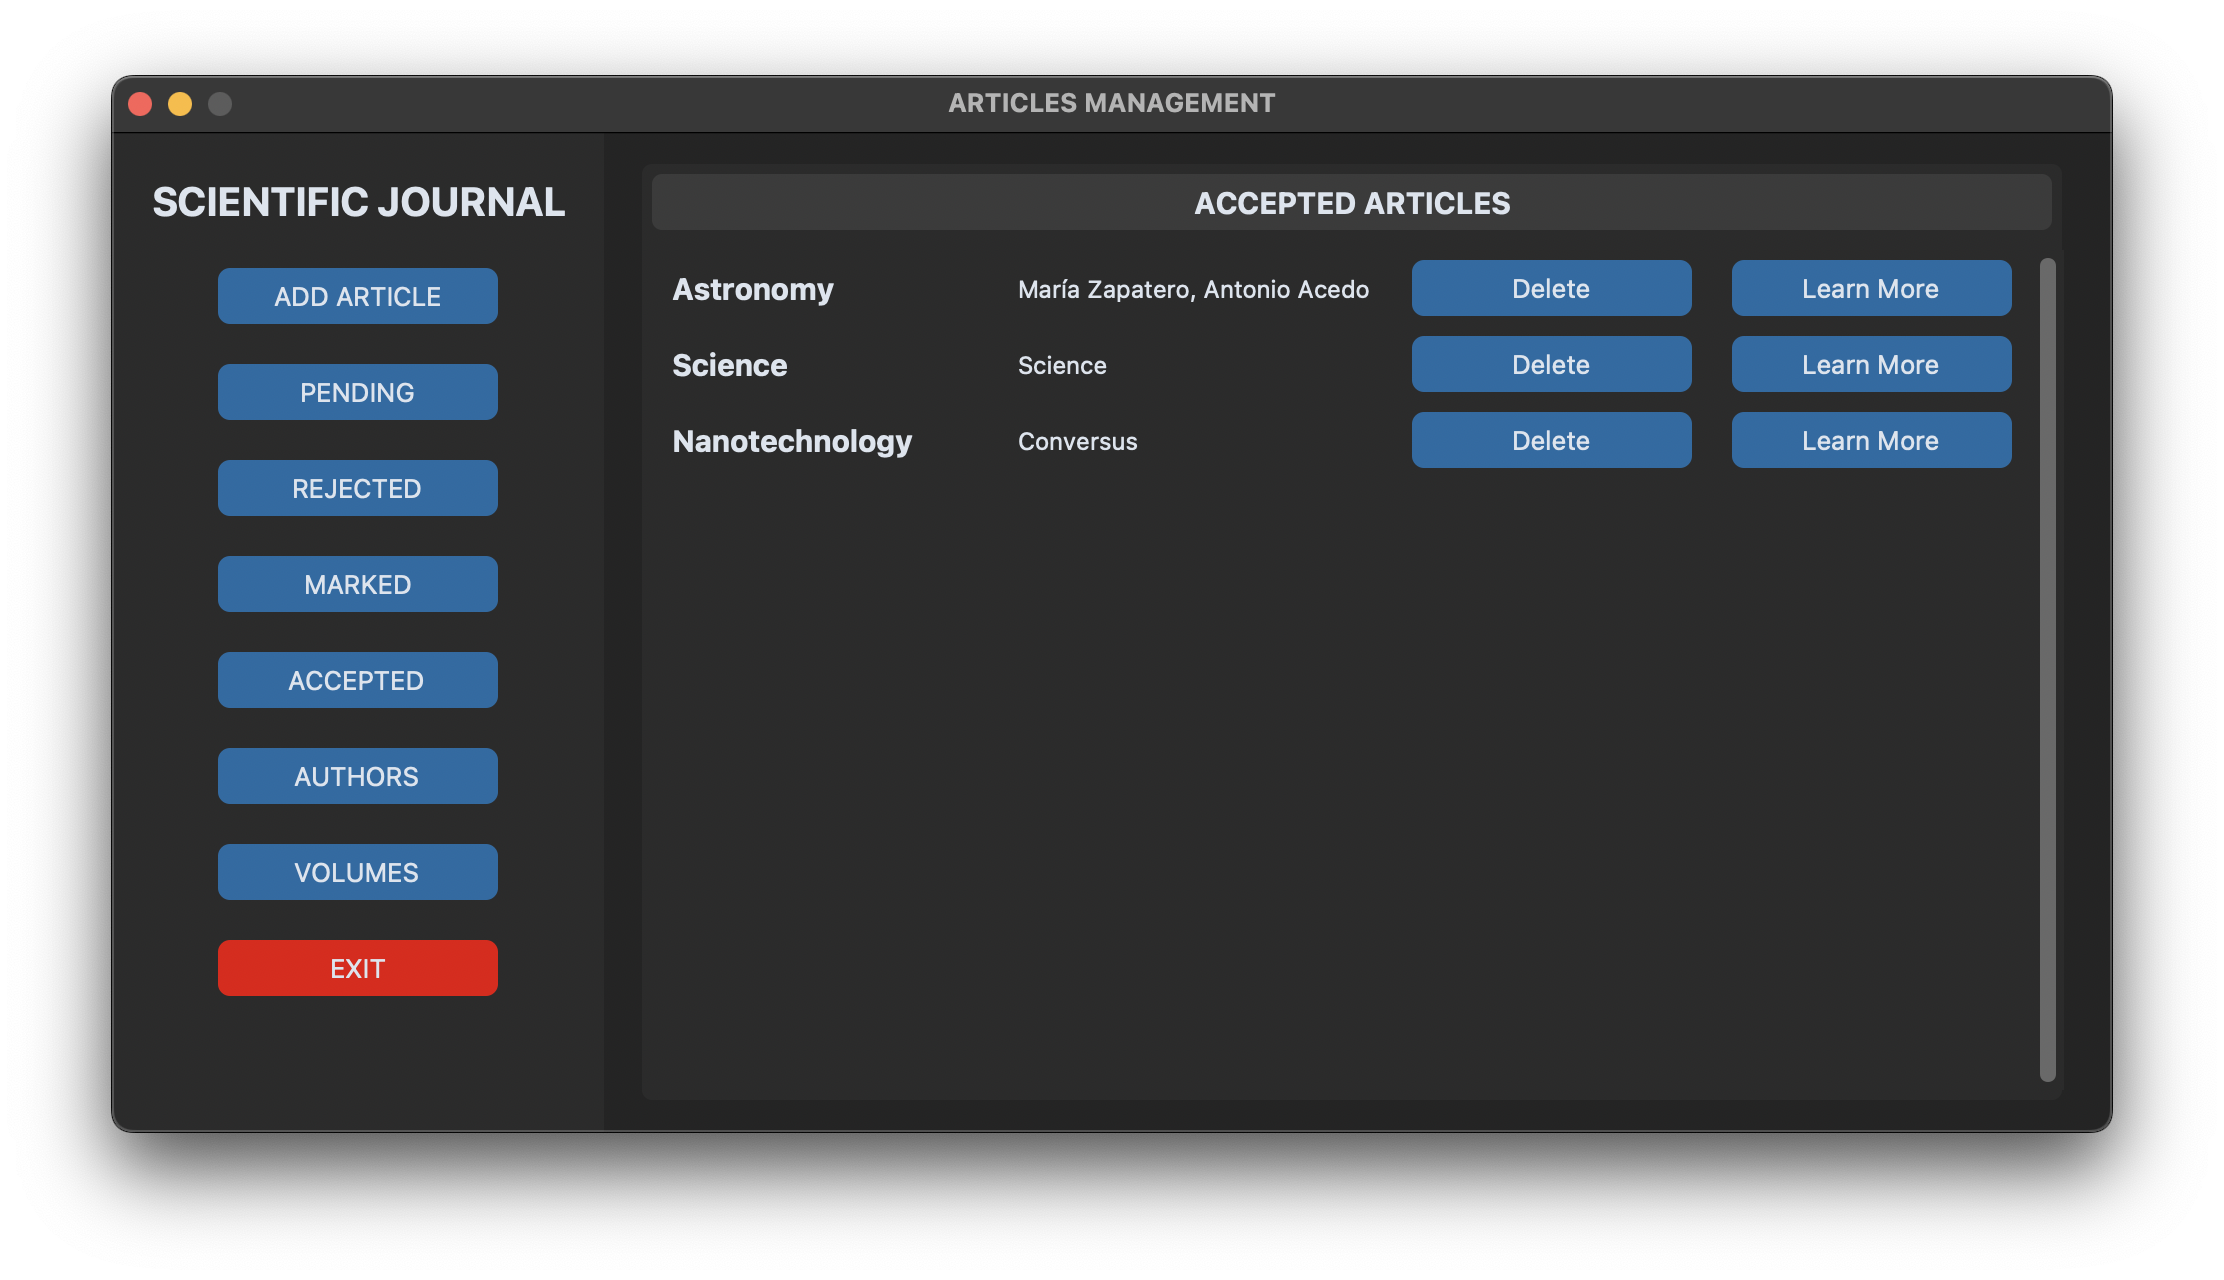 ARTICLES MANAGEMENT
SCIENTIFIC JOURNAL
ADD ARTICLE
PENDING
REJECTED
MARKED
ACCEPTED
AUTHORS
VOLUMES
EXIT
ACCEPTED ARTICLES
Astronomy María Zapatero, Antonio Acedo Delete Learn More
Science Science Delete Learn More
Nanotechnology Conversus Delete Learn More